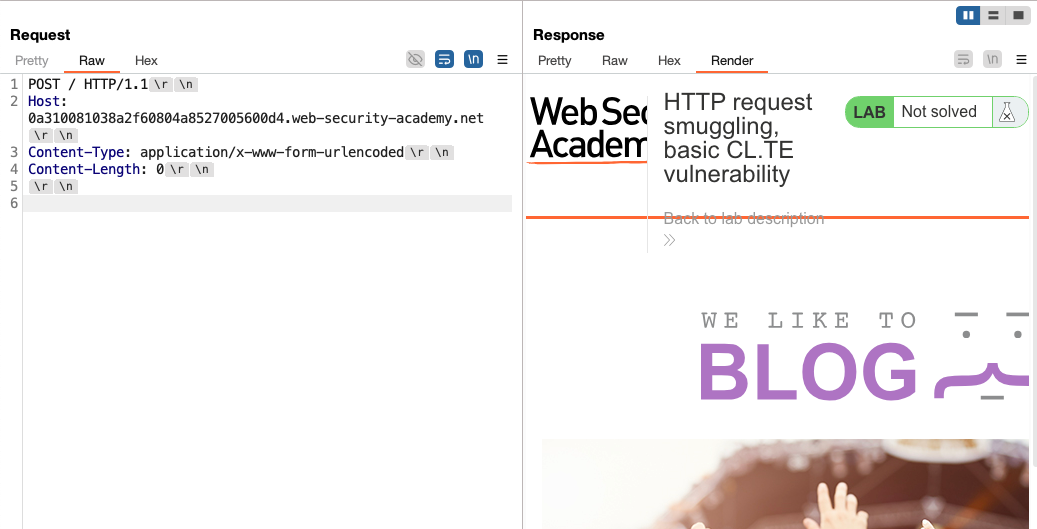 Request
Pretty Raw Hex \n
1 POST / HTTP/1.1 \r \n
2 Host:
0a310081038a2f60804a8527005600d4.web-security-academy.net
\r \n
3 Content-Type: application/x-www-form-urlencoded \r \n
4 Content-Length: 0 \r \n
5 \r \n
6
Response
Pretty Raw Hex Render \n
Web Sec
Academ
HTTP request
smuggling,
basic CL.TE
vulnerability
LAB Not solved
Back to lab description
WE LIKE TO
BLOG